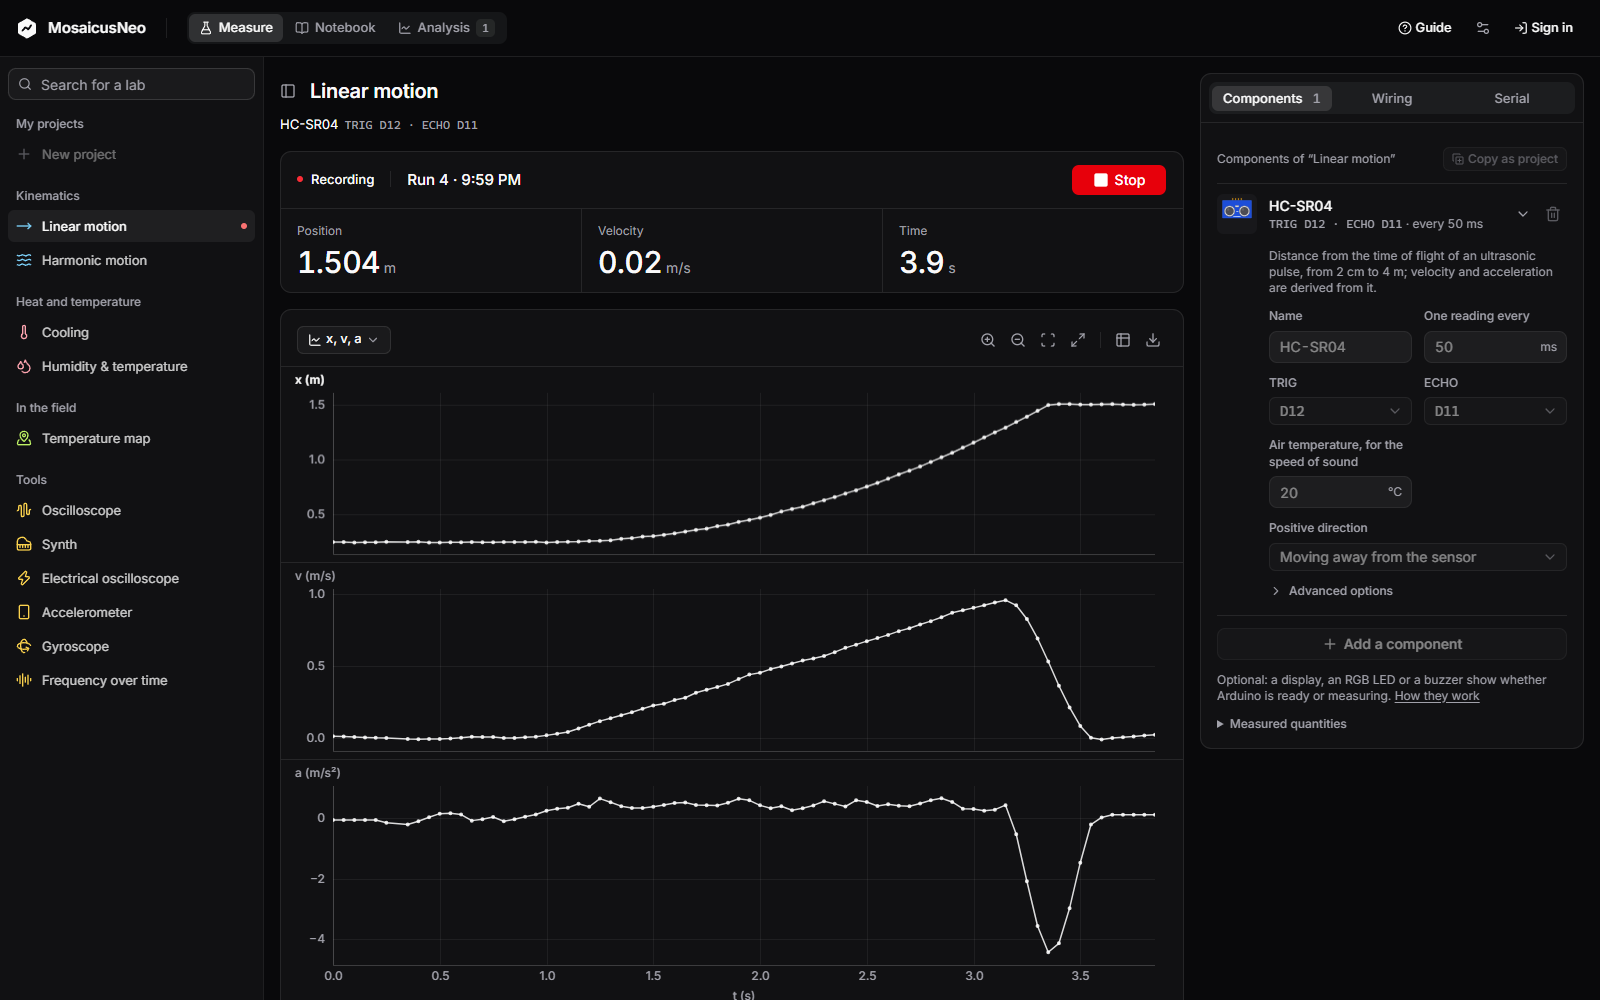 MosaicusNeo
Measure
Notebook
Analysis 1
Guide
Sign in
Search for a lab
My projects
New project
Kinematics
Linear motion
Harmonic motion
Heat and temperature
Cooling
Humidity & temperature
In the field
Temperature map
Tools
Oscilloscope
Synth
Electrical oscilloscope
Accelerometer
Gyroscope
Frequency over time
Linear motion
HC-SR04 TRIG D12 · ECHO D11
Recording
Run 4 · 9:59 PM
Stop
Position
1.504 m
Velocity
0.02 m/s
Time
3.9 s
x, v, a
x (m)
1.5
1.0
0.5
v (m/s)
1.0
0.5
0.0
a (m/s²)
0
−2
−4
0.0 0.5 1.0 1.5 2.0 2.5 3.0 3.5
t (s)
Components 1
Wiring
Serial
Components of “Linear motion”
Copy as project
HC-SR04
TRIG D12 · ECHO D11 · every 50 ms
Distance from the time of flight of an ultrasonic
pulse, from 2 cm to 4 m; velocity and acceleration
are derived from it.
Name
One reading every
HC-SR04
50 ms
TRIG
ECHO
D12
D11
Air temperature, for the
speed of sound
20 °C
Positive direction
Moving away from the sensor
Advanced options
Add a component
Optional: a display, an RGB LED or a buzzer show whether
Arduino is ready or measuring. How they work
Measured quantities